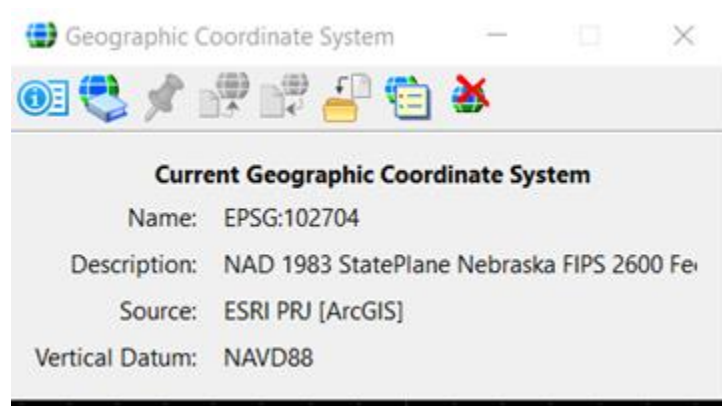 Geographic Coordinate System
Current Geographic Coordinate System
Name: EPSG:102704
Description: NAD 1983 StatePlane Nebraska FIPS 2600 Fe
Source: ESRI PRJ [ArcGIS]
Vertical Datum: NAVD88